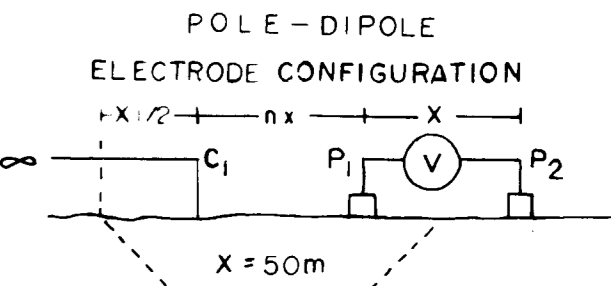 POLE-DIPOLE
ELECTRODE CONFIGURATION
X/2 nx X
∞ C1 P1 V P2
X = 50m